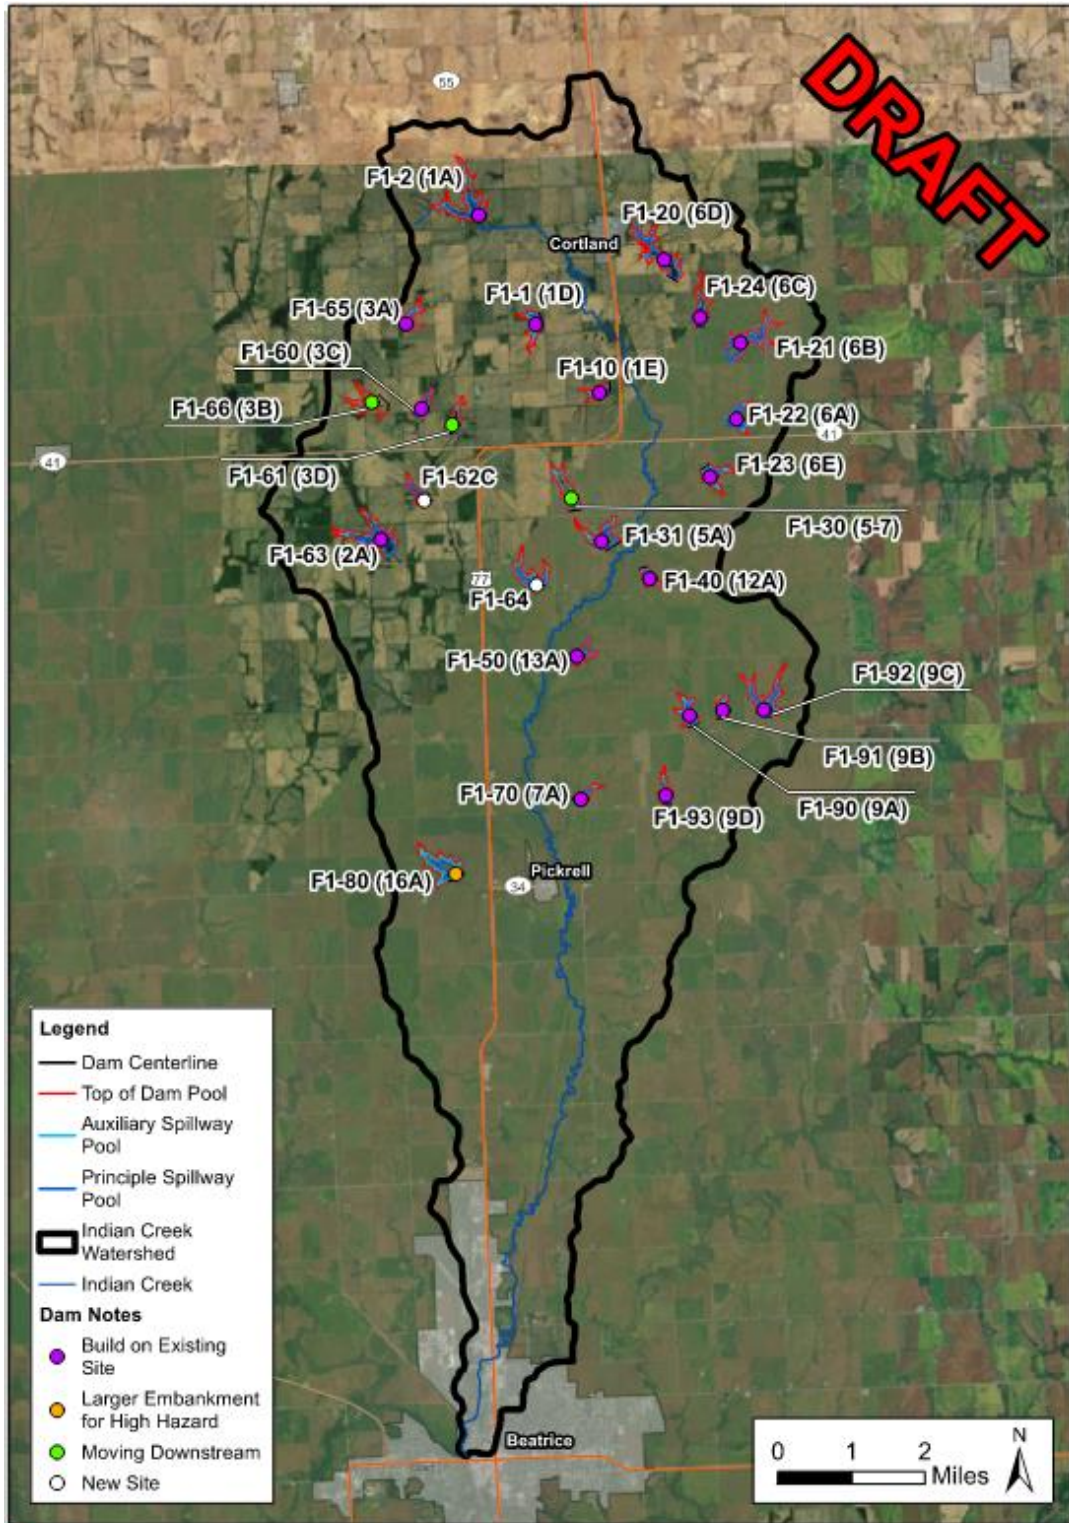 DRAFT
55
F1-2 (1A)
F1-20 (6D)
Cortland
F1-24 (6C)
F1-65 (3A)
F1-1 (1D)
F1-21 (6B)
F1-60 (3C)
F1-10 (1E)
F1-66 (3B)
F1-22 (6A)
41
41
F1-61 (3D)
F1-62C
F1-23 (6E)
F1-30 (5-7)
F1-63 (2A)
F1-31 (5A)
77
F1-64
F1-40 (12A)
F1-50 (13A)
F1-92 (9C)
F1-91 (9B)
F1-70 (7A)
F1-93 (9D)
F1-90 (9A)
F1-80 (16A)
Pickrell
34
Legend
Dam Centerline
Top of Dam Pool
Auxiliary Spillway
Pool
Principle Spillway
Pool
Indian Creek
Watershed
Indian Creek
Dam Notes
Build on Existing
Site
Larger Embankment
for High Hazard
Moving Downstream
New Site
Beatrice
0 1 2
Miles
N